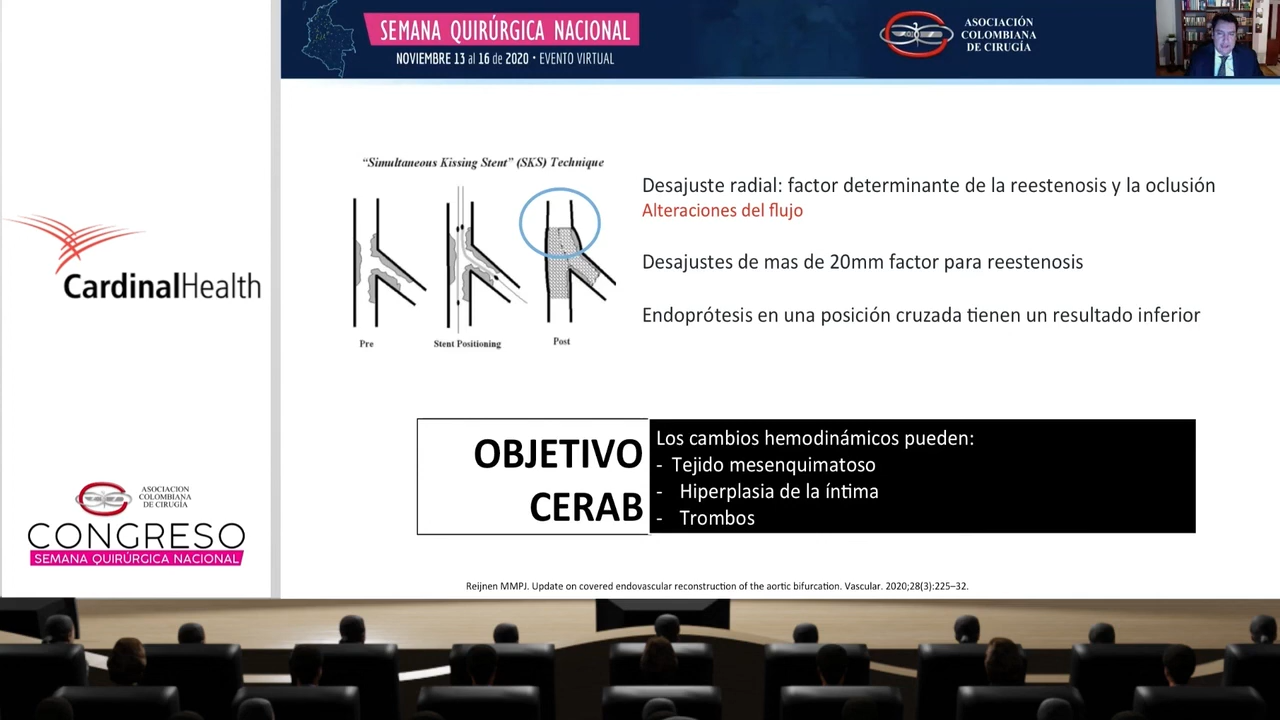 SEMANA QUIRÚRGICA NACIONAL
NOVIEMBRE 13 al 16 de 2020 • EVENTO VIRTUAL
ASOCIACIÓN
COLOMBIANA
DE CIRUGÍA
"Simultaneous Kissing Stent" (SKS) Technique
Pre
Stent Positioning
Post
Desajuste radial: factor determinante de la reestenosis y la oclusión
Alteraciones del flujo
Desajustes de mas de 20mm factor para reestenosis
Endoprótesis en una posición cruzada tienen un resultado inferior
CardinalHealth
OBJETIVO
CERAB
Los cambios hemodinámicos pueden:
- Tejido mesenquimatoso
- Hiperplasia de la íntima
- Trombos
ASOCIACIÓN
COLOMBIANA
DE CIRUGÍA
CONGRESO
SEMANA QUIRÚRGICA NACIONAL
Reijnen MMPJ. Update on covered endovascular reconstruction of the aortic bifurcation. Vascular. 2020;28(3):225–32.